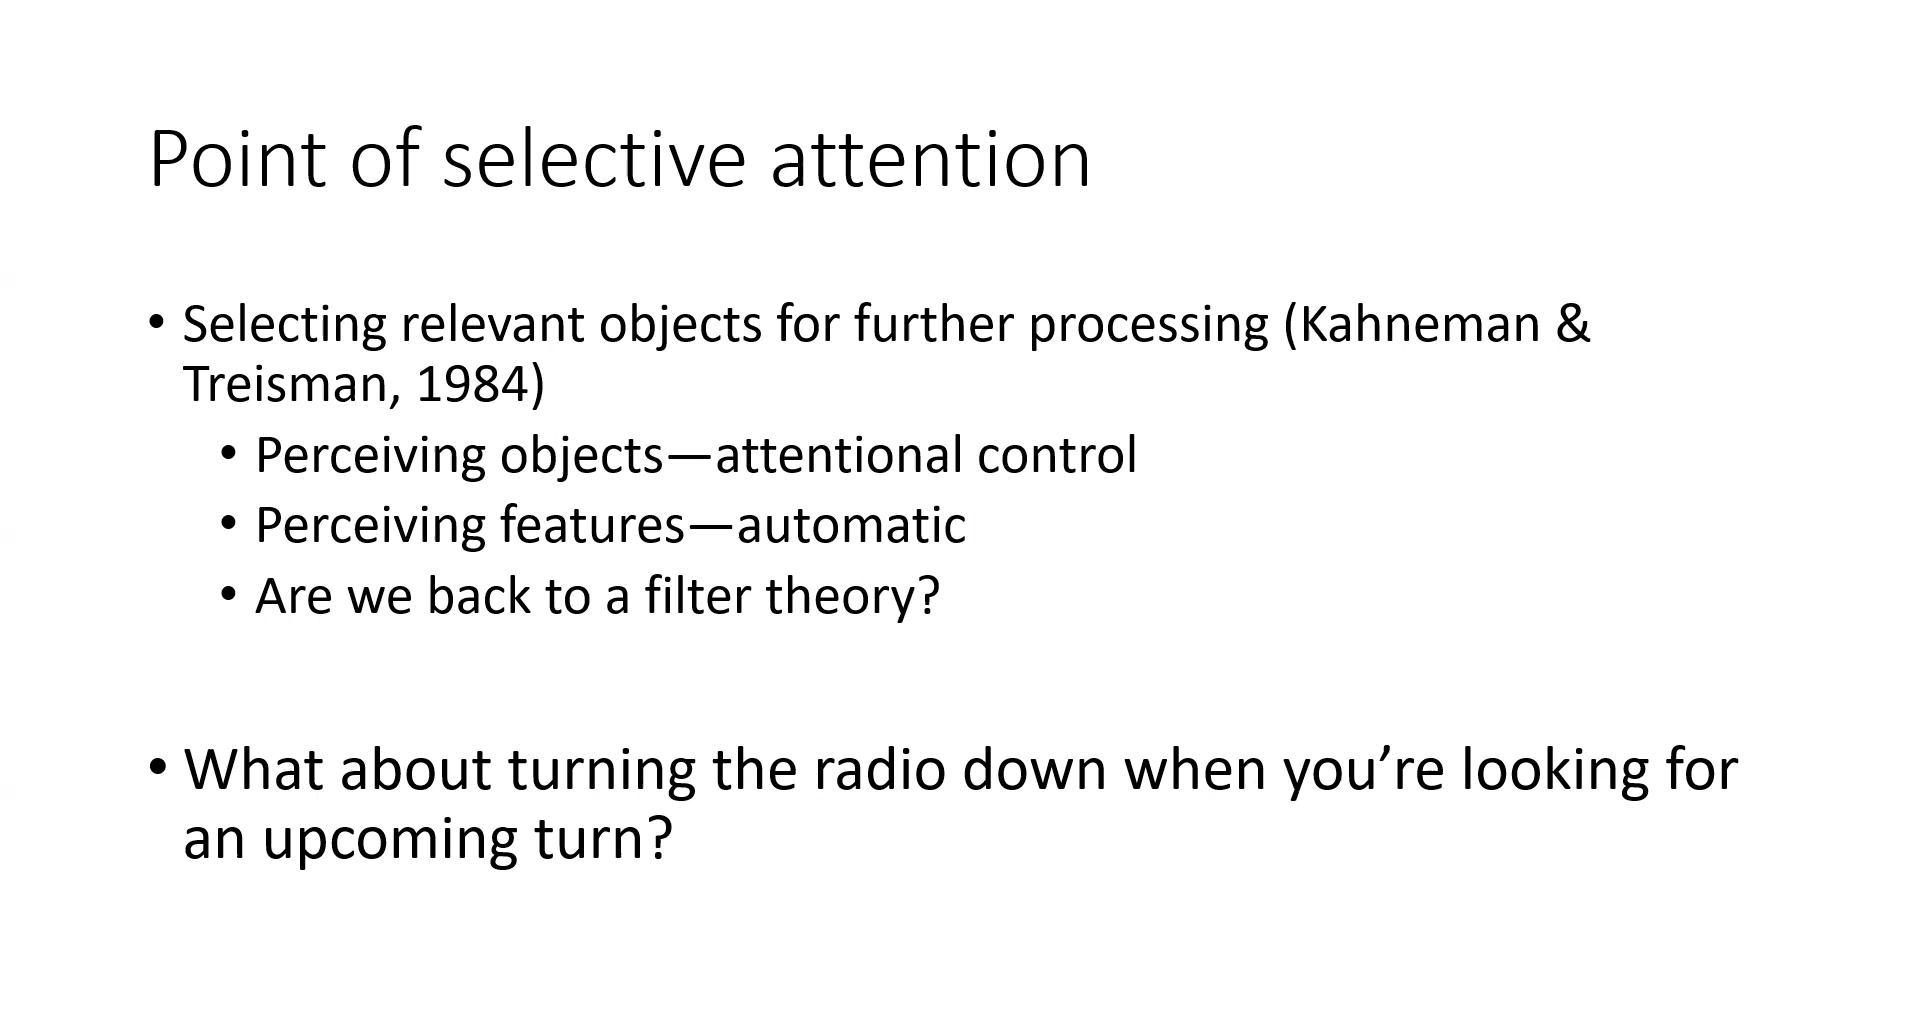 Point of selective attention
• Selecting relevant objects for further processing (Kahneman &
Treisman, 1984)
• Perceiving objects—attentional control
• Perceiving features—automatic
• Are we back to a filter theory?
• What about turning the radio down when you’re looking for
an upcoming turn?